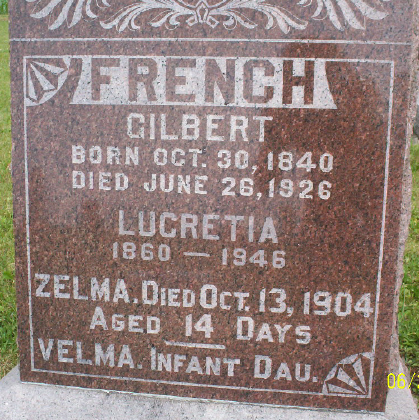 FRENCH
GILBERT
BORN OCT. 30, 1840
DIED JUNE 26, 1926
LUCRETIA
1860 — 1946
ZELMA. DIED OCT. 13, 1904
AGED 14 DAYS
VELMA. INFANT DAU.